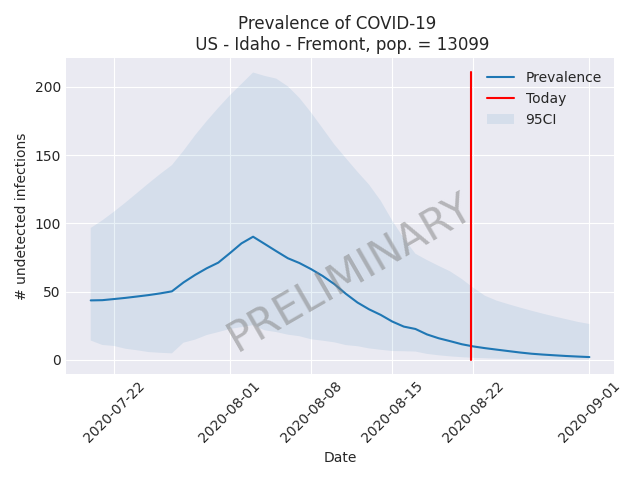 Prevalence of COVID-19
US - Idaho - Fremont, pop. = 13099
Prevalence
Today
95CI
PRELIMINARY
# undetected infections
200
150
100
50
0
2020-07-22
2020-08-01
2020-08-08
2020-08-15
2020-08-22
2020-09-01
Date